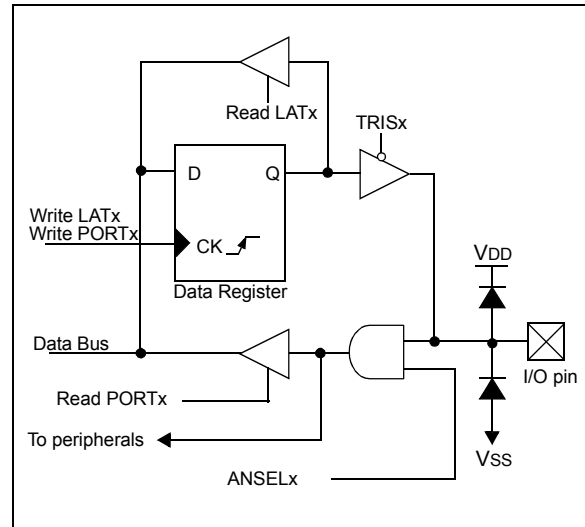 Read LATx
TRISx
D Q
Write LATx
Write PORTx
CK
VDD
Data Register
Data Bus
I/O pin
Read PORTx
To peripherals
VSS
ANSELx